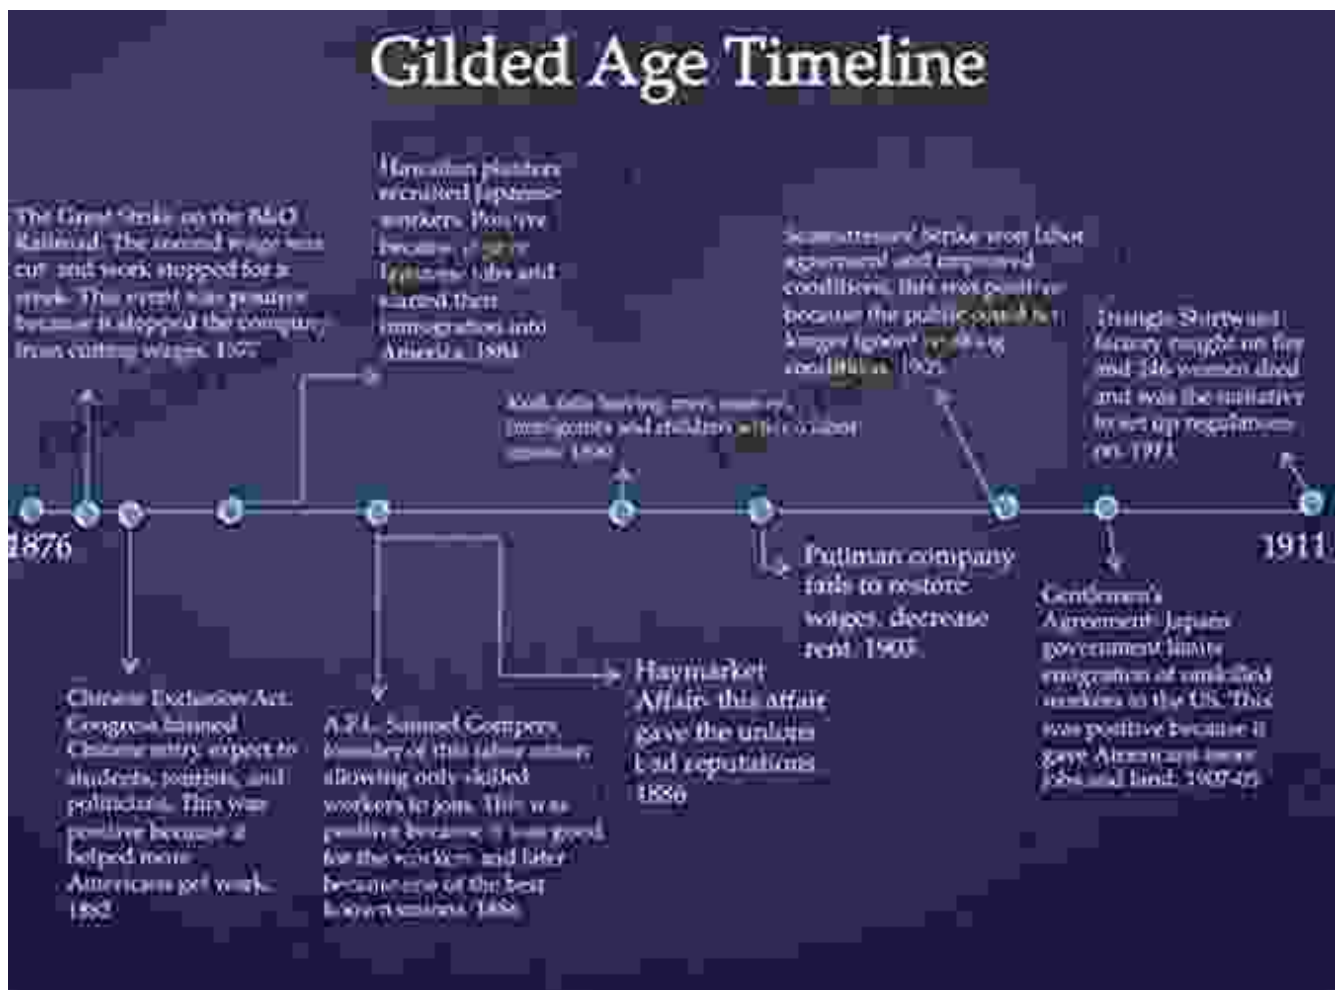 Gilded Age Timeline
The Great Strike on the B&O
Railroad. The second wage was
cut and work stopped for a
week. This event was positive
because it stopped the company
from cutting wages. 1877
Hawaiian planters
recruited Japanese
workers. Positive
because
Japanese jobs and
started their
immigration into
America. 1884
Seamstresses' Strike won labor
agreement and improved
conditions, this was positive
because the public could no
longer ignore working
conditions.
Triangle Shirtwaist
factory caught on fire
and 146 women died
and was the initiative
to set up regulations
on. 1911
immigrants and children
1876
1911
Pullman company
fails to restore
wages, decrease
rent.
Gentlemen's
Agreement- Japans
government limits
emigration of unskilled
workers to the US. This
was positive because it
gave Americans more
jobs and land.
Haymarket
Affair- this affair
gave the unions
bad reputations
1886
Chinese Exclusion Act.
Congress banned
Chinese entry expect to
students, tourists, and
politicians. This was
positive because it
helped more
Americans get work.
1882
A.F.L.- Samuel Gompers
founder of this labor union
allowing only skilled
workers to join. This was
positive because it was good
for the workers and later
became one of the best
known unions. 1886